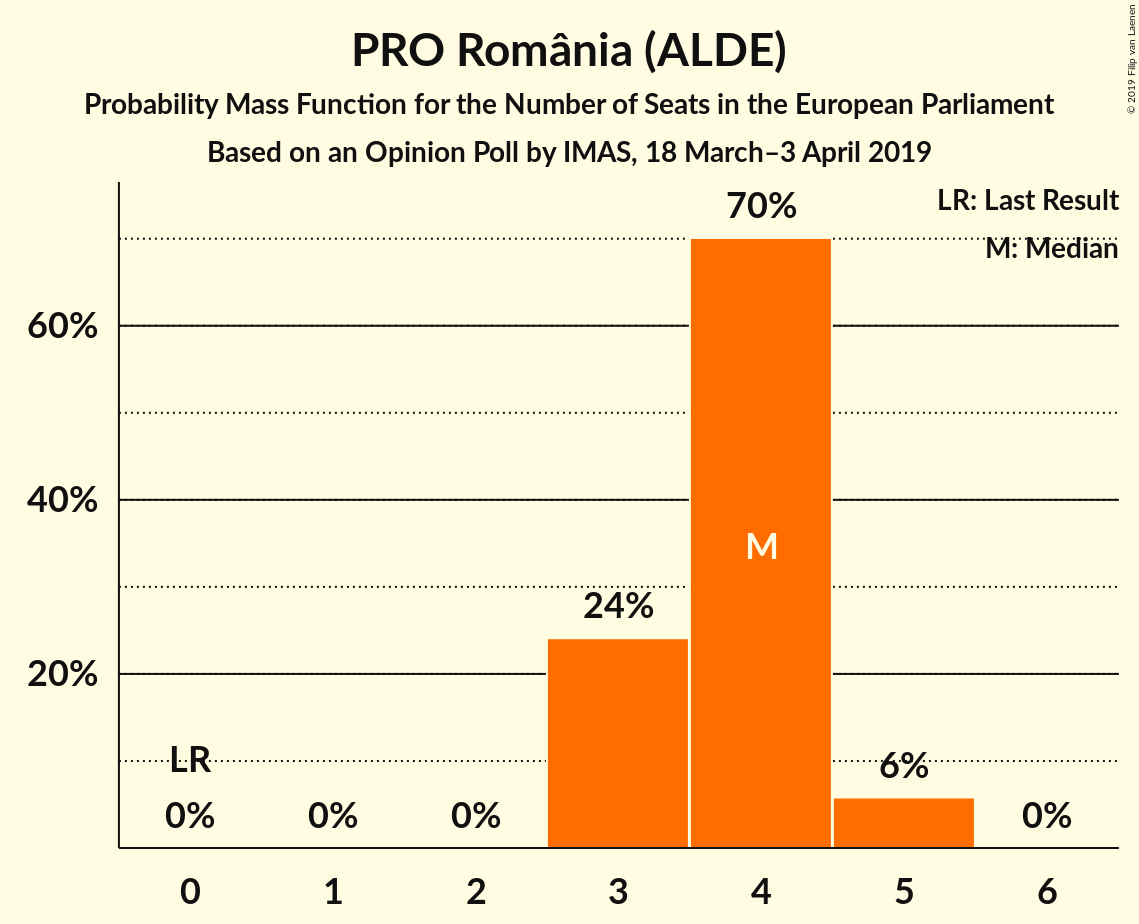 PRO România (ALDE)
Probability Mass Function for the Number of Seats in the European Parliament
Based on an Opinion Poll by IMAS, 18 March–3 April 2019
© 2019 Filip van Laenen
LR: Last Result
M: Median
70%
60%
40%
M
24%
20%
LR
6%
0%
0%
0%
0%
0
1
2
3
4
5
6